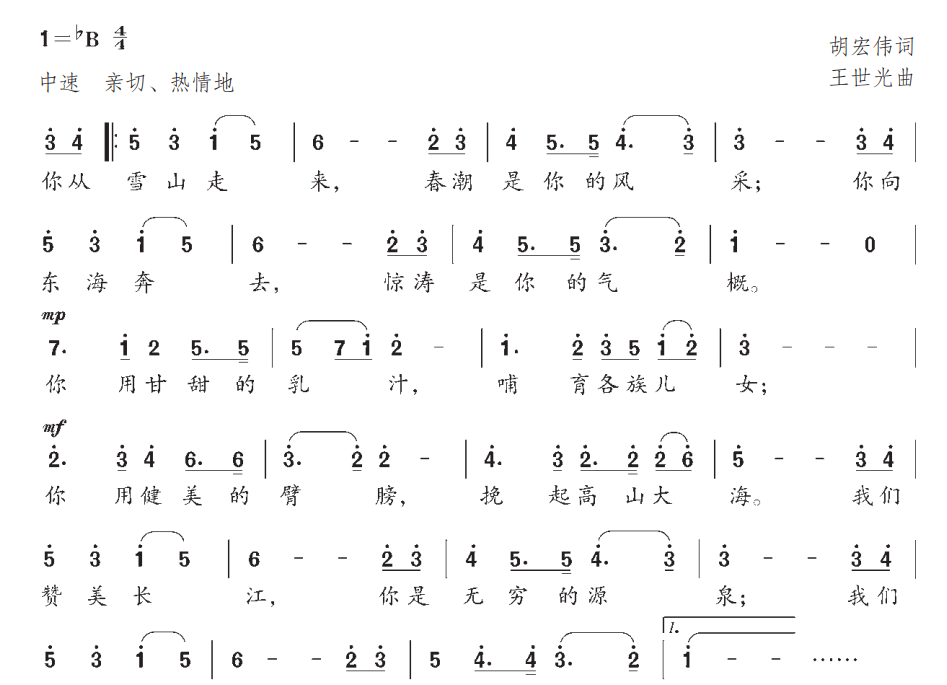 1=♭B 4/4
胡宏伟词
中速 亲切、热情地
王世光曲
3̇ 4̇ 𝄆 5̇ 3̇ 1̇ 5 | 6 - - 2̇ 3̇ | 4̇ 5. 5 4̇. 3̇ | 3̇ - - 3̇ 4̇ |
你从 雪山走 来, 春潮 是你的风 采; 你向
5̇ 3̇ 1̇ 5 | 6 - - 2̇ 3̇ | 4̇ 5. 5 3̇. 2̇ | 1̇ - - 0
东海奔 去, 惊涛 是你的气 概。
mp
7. 1̇ 2 5. 5 | 5 7 1̇ 2̇ - | 1̇. 2̇ 3̇ 5 1̇ 2̇ | 3̇ - - - |
你 用甘甜的乳 汁, 哺 育各族儿 女;
mf
2̇. 3̇ 4̇ 6. 6̇ | 3̇. 2̇ 2̇ - | 4̇. 3̇ 2̇. 2̇ 2̇ 6̇ | 5̇ - - 3̇ 4̇ |
你 用健美的臂 膀, 挽 起高山大 海。 我们
5̇ 3̇ 1̇ 5 | 6 - - 2̇ 3̇ | 4̇ 5. 5 4̇. 3̇ | 3̇ - - 3̇ 4̇ |
赞美长 江, 你是 无穷的源 泉; 我们
1.
5̇ 3̇ 1̇ 5 | 6 - - 2̇ 3̇ | 5 4̇. 4̇ 3̇. 2̇ | 1̇ - - ……